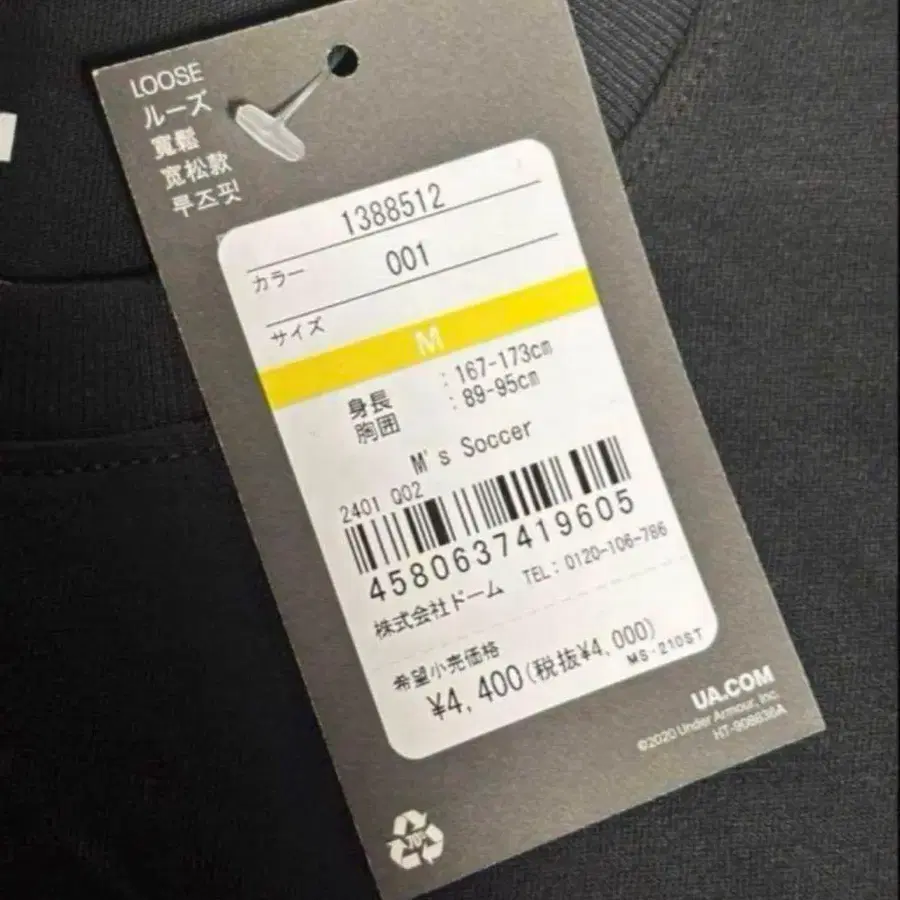 LOOSE
ルーズ
寬鬆
宽松款
루즈핏
1388512
カラー 001
サイズ
M
身長 : 167-173cm
胸囲 : 89-95cm
M's Soccer
2401 Q02
4580637419605
株式会社ドーム TEL: 0120-106-786
希望小売価格
¥4,400(税抜¥4,000)
MS-210ST
UA.COM
©2020 Under Armour, Inc.
HT-908836A